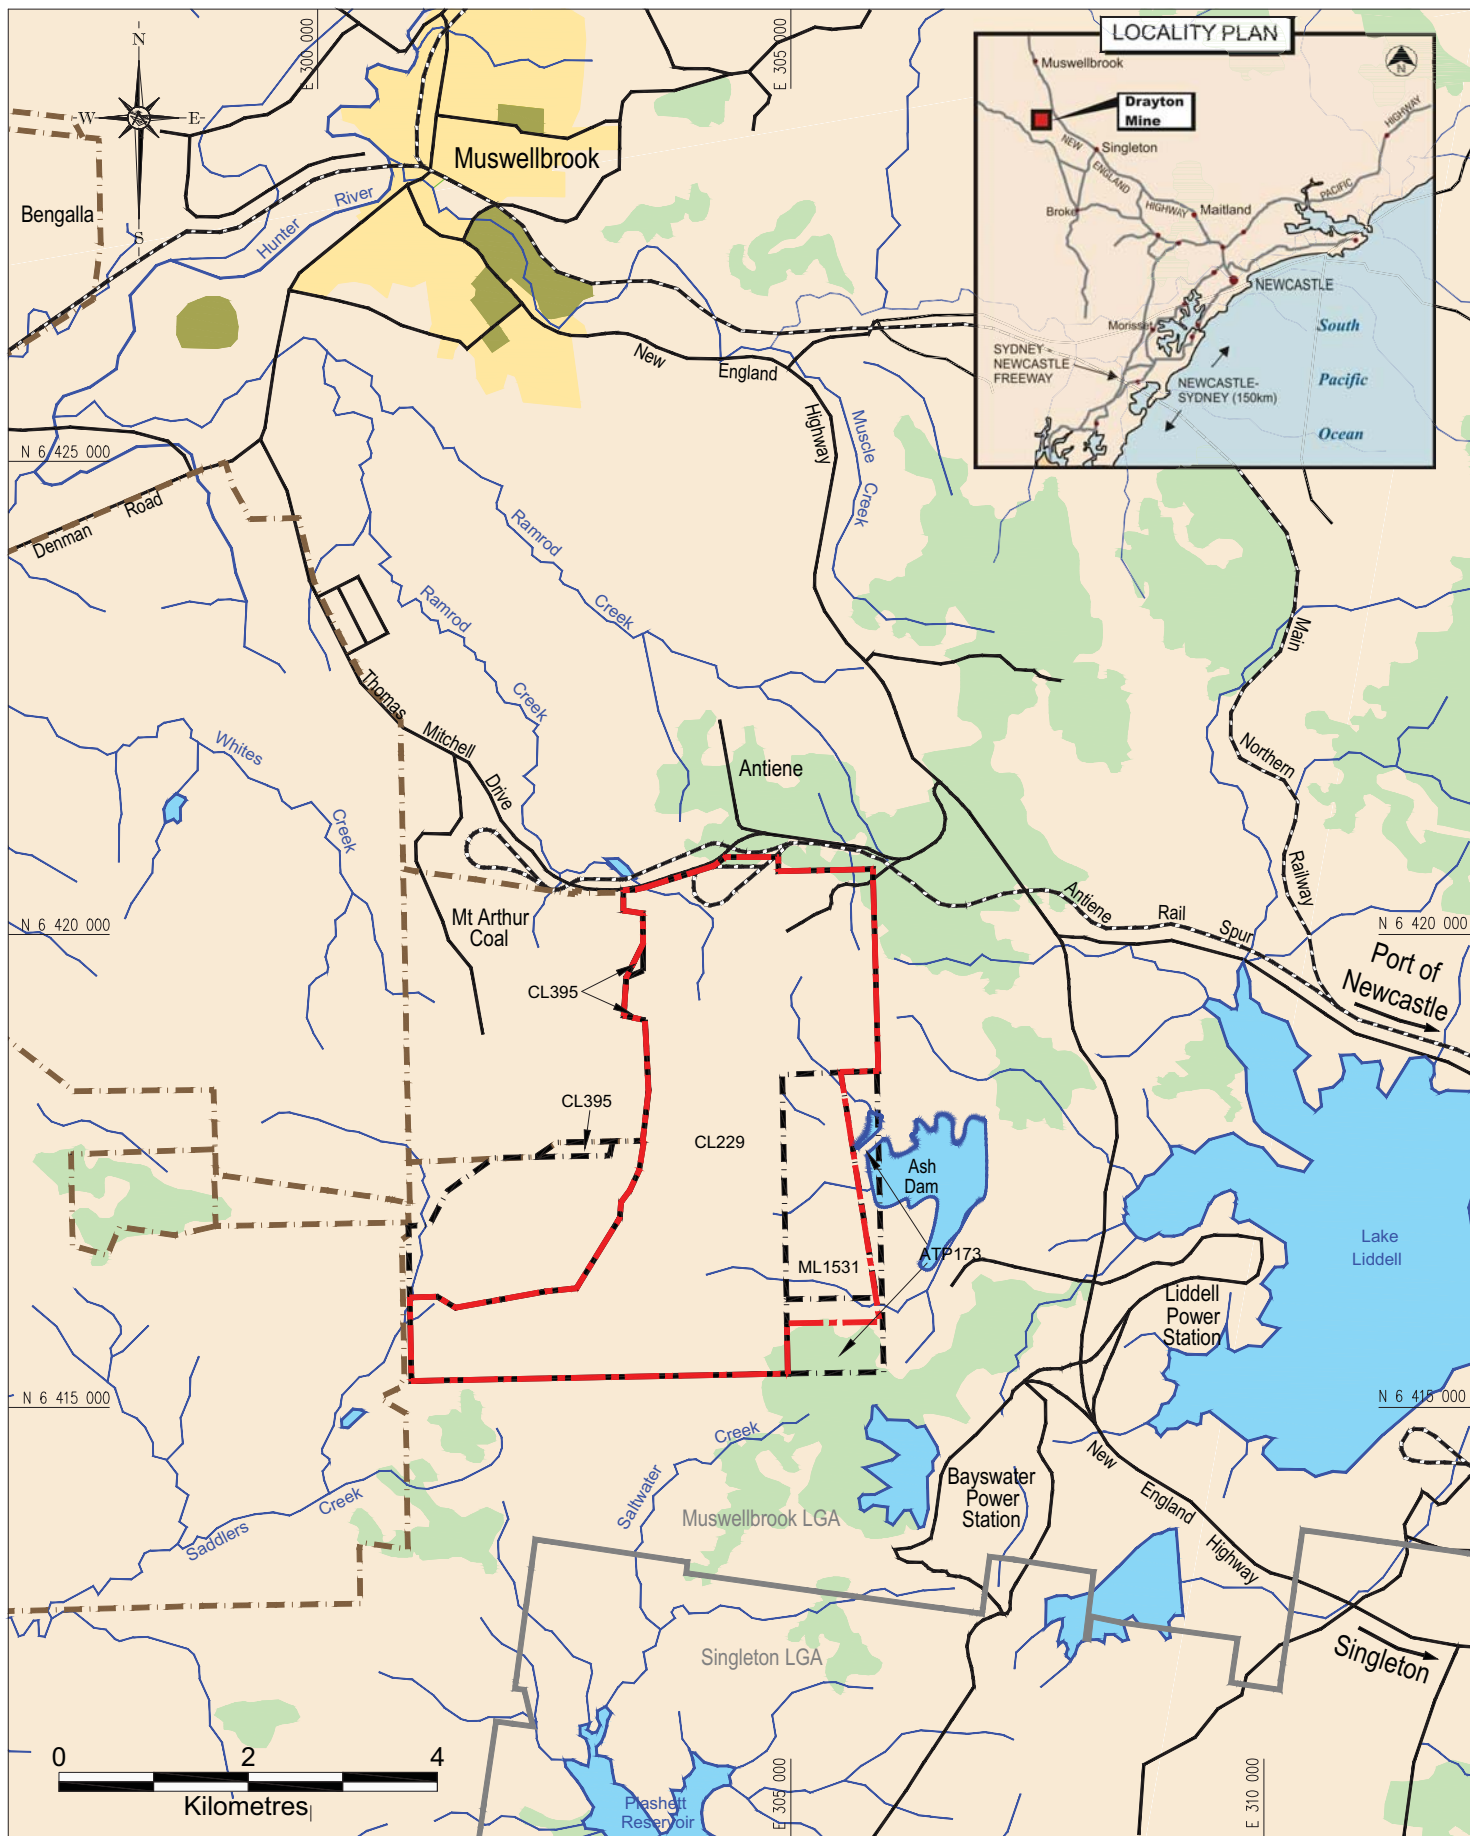 LOCALITY PLAN
N
Muswellbrook
Drayton
Mine
NEW
ENGLAND
HIGHWAY
Singleton
HIGHWAY
PACIFIC
Broke
Maitland
NEWCASTLE
Morisset
South
Pacific
Ocean
SYDNEY -
NEWCASTLE
FREEWAY
NEWCASTLE-
SYDNEY (150km)
E 300 000
E 305 000
N
W
E
S
Muswellbrook
Bengalla
Hunter
River
New
England
Highway
Muscle
Creek
N 6 425 000
Denman
Road
Ramrod
Creek
Ramrod
Creek
Thomas
Mitchell
Drive
Main
Northern
Railway
Whites
Creek
Antiene
Mt Arthur
Coal
Antiene
Rail
Spur
N 6 420 000
N 6 420 000
Port of
Newcastle
CL395
CL395
CL229
Ash
Dam
ATP173
ML1531
Lake
Liddell
Liddell
Power
Station
N 6 415 000
N 6 415 000
Saltwater
Creek
Bayswater
Power
Station
New
England
Highway
Saddlers
Creek
Muswellbrook LGA
Singleton LGA
Singleton
0
2
4
Kilometres
Plashett
Reservoir
E 305 000
E 310 000